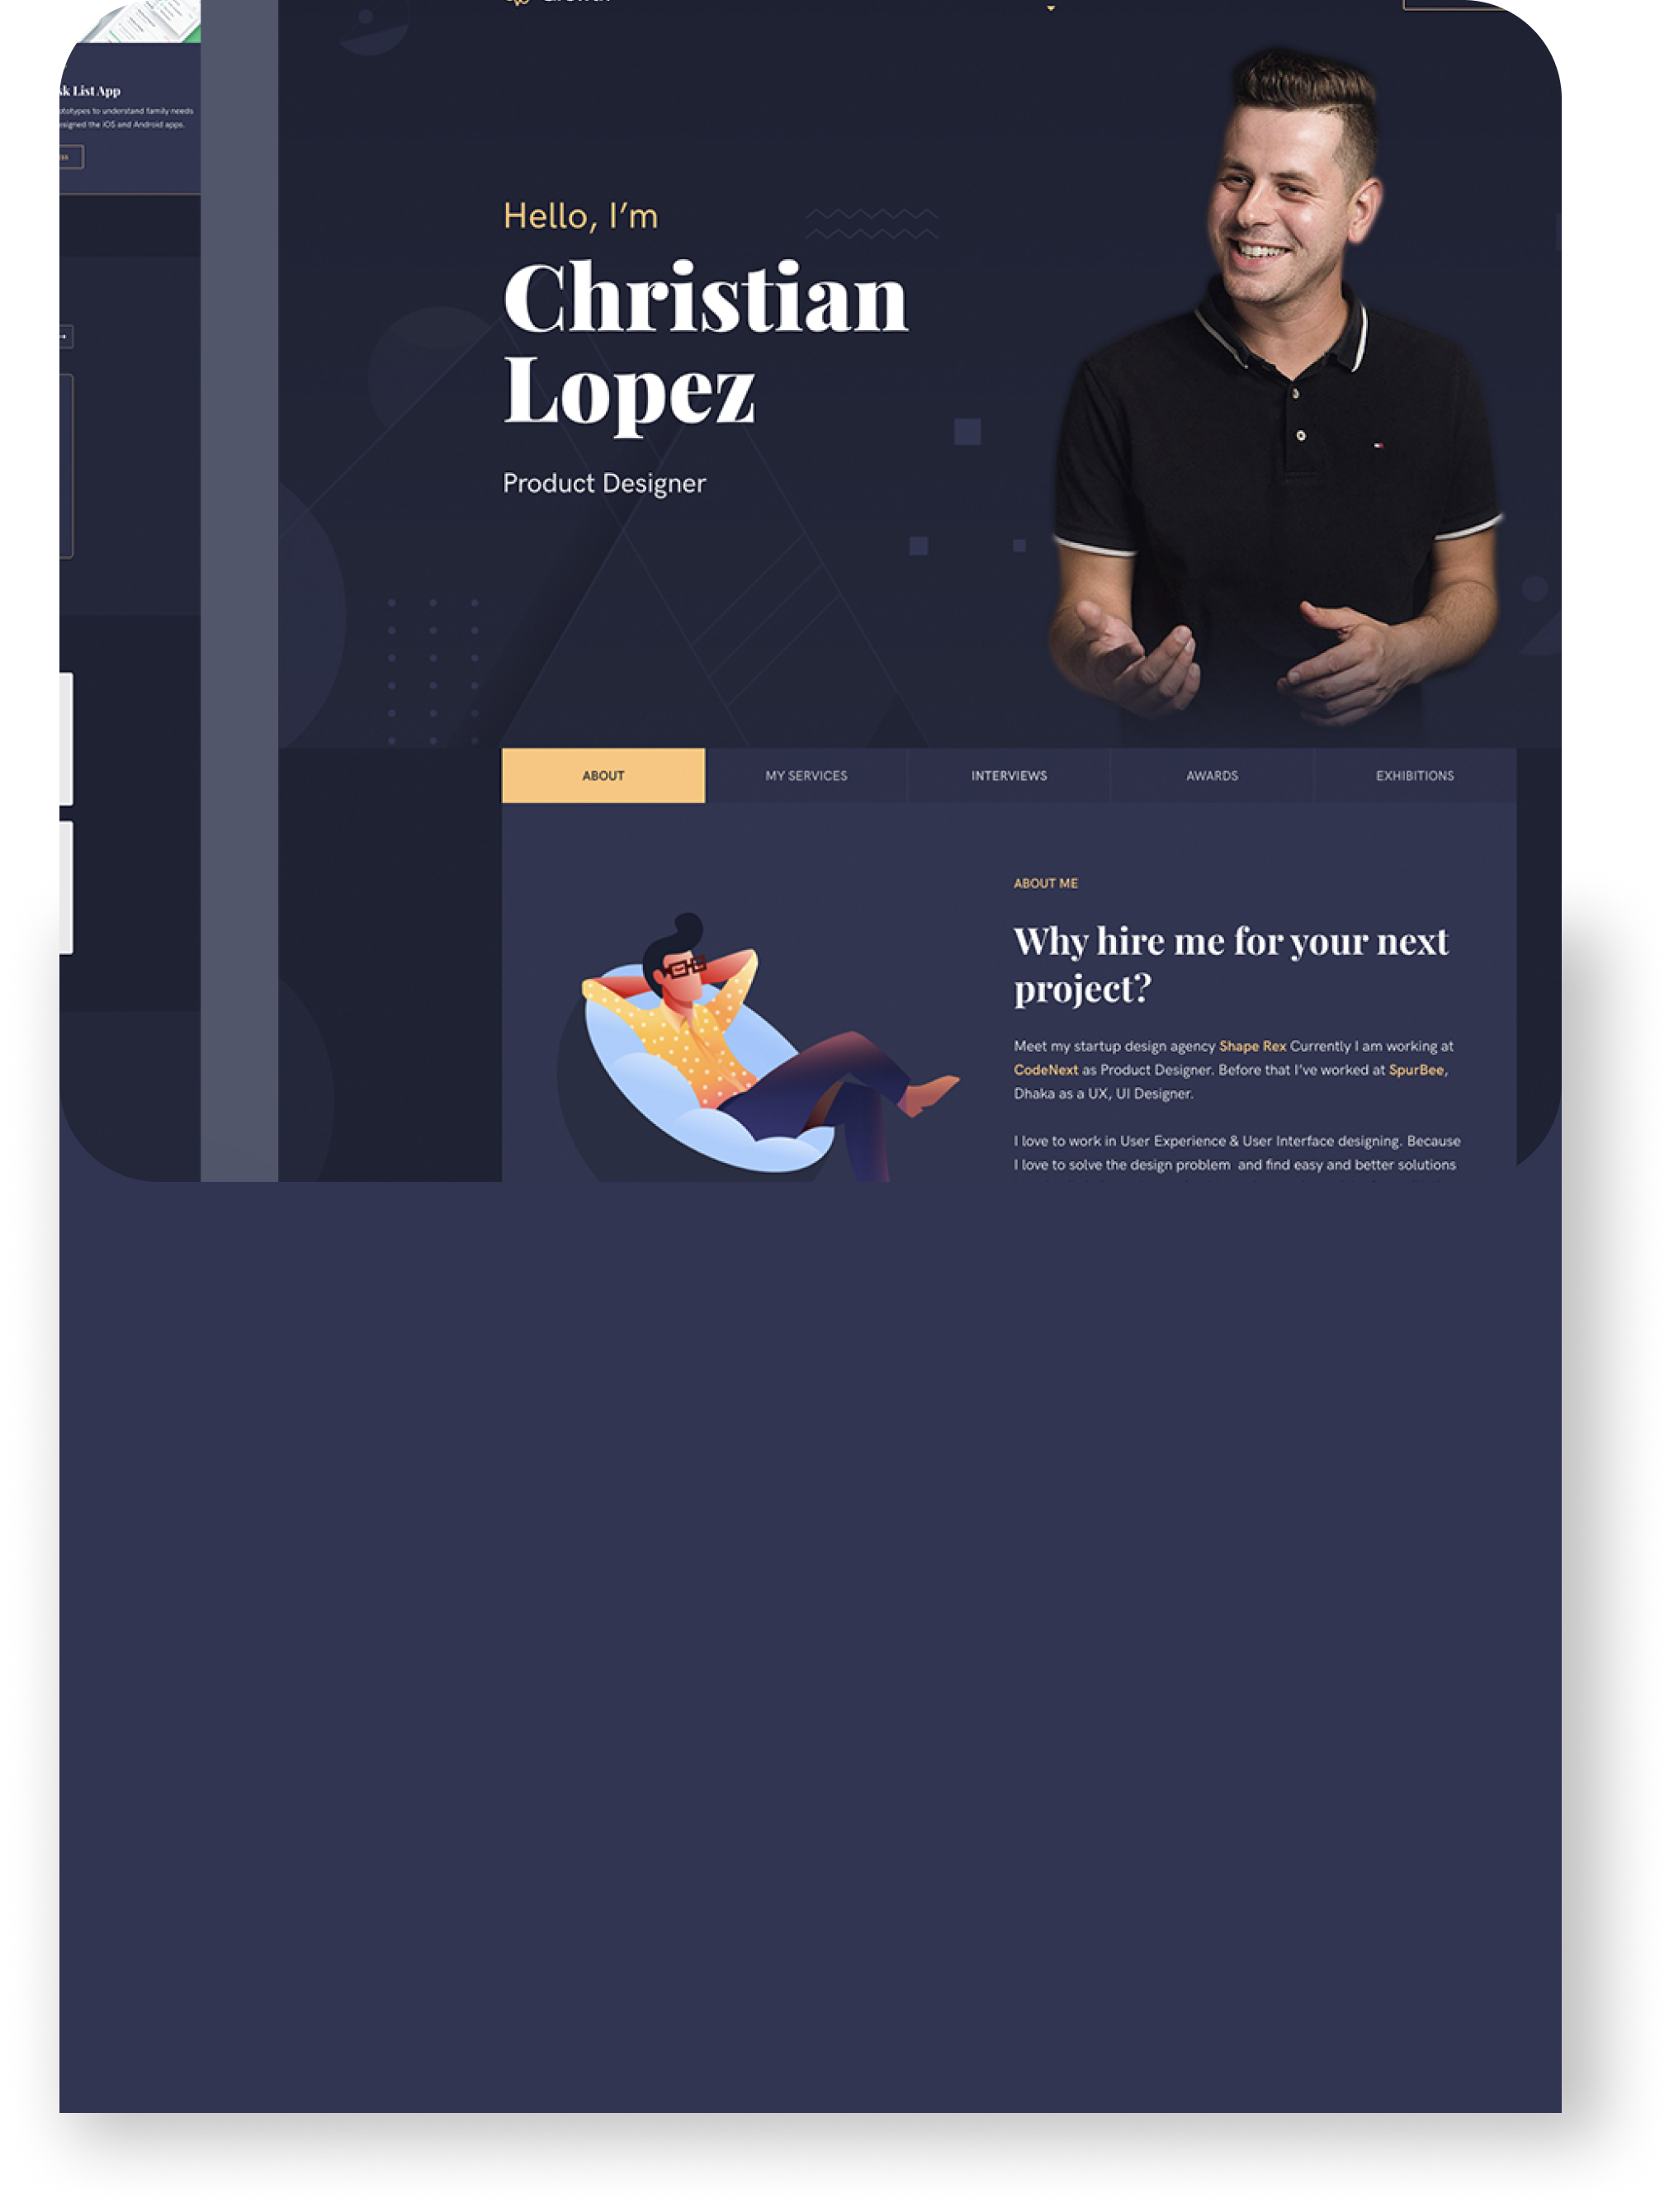 List App
to understand family needs
the iOS and Android apps.
Hello, I'm
Christian
Lopez
Product Designer
ABOUT
MY SERVICES
INTERVIEWS
AWARDS
EXHIBITIONS
ABOUT ME
Why hire me for your next
project?
Meet my startup design agency Shape Rex Currently I am working at
CodeNext as Product Designer. Before that I've worked at SpurBee,
Dhaka as a UX, UI Designer.
I love to work in User Experience & User Interface designing. Because
I love to solve the design problem and find easy and better solutions